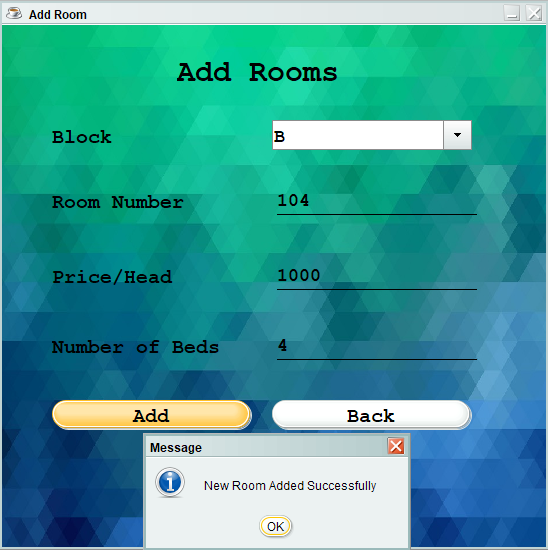 Add Room
Add Rooms
Block B
Room Number 104
Price/Head 1000
Number of Beds 4
Add Back
Message
New Room Added Successfully
OK